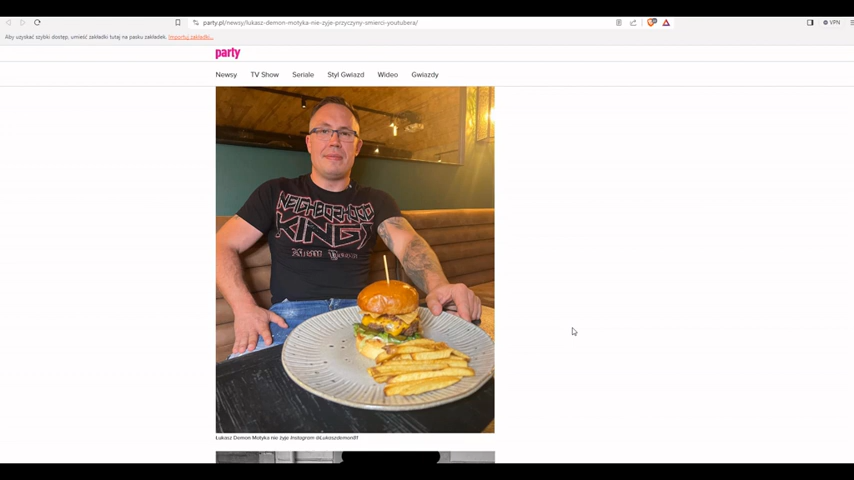 party.pl/newsy/lukasz-demon-motyka-nie-zyje-przyczyny-smierci-youtubera/
VPN
Aby uzyskać szybki dostęp, umieść zakładki tutaj na pasku zakładek. Importuj zakładki...
party
Newsy TV Show Seriale Styl Gwiazd Wideo Gwiazdy
NEIGHBORHOOD
KINGS
Łukasz Demon Motyka nie żyje Instagram @Lukaszdemonff